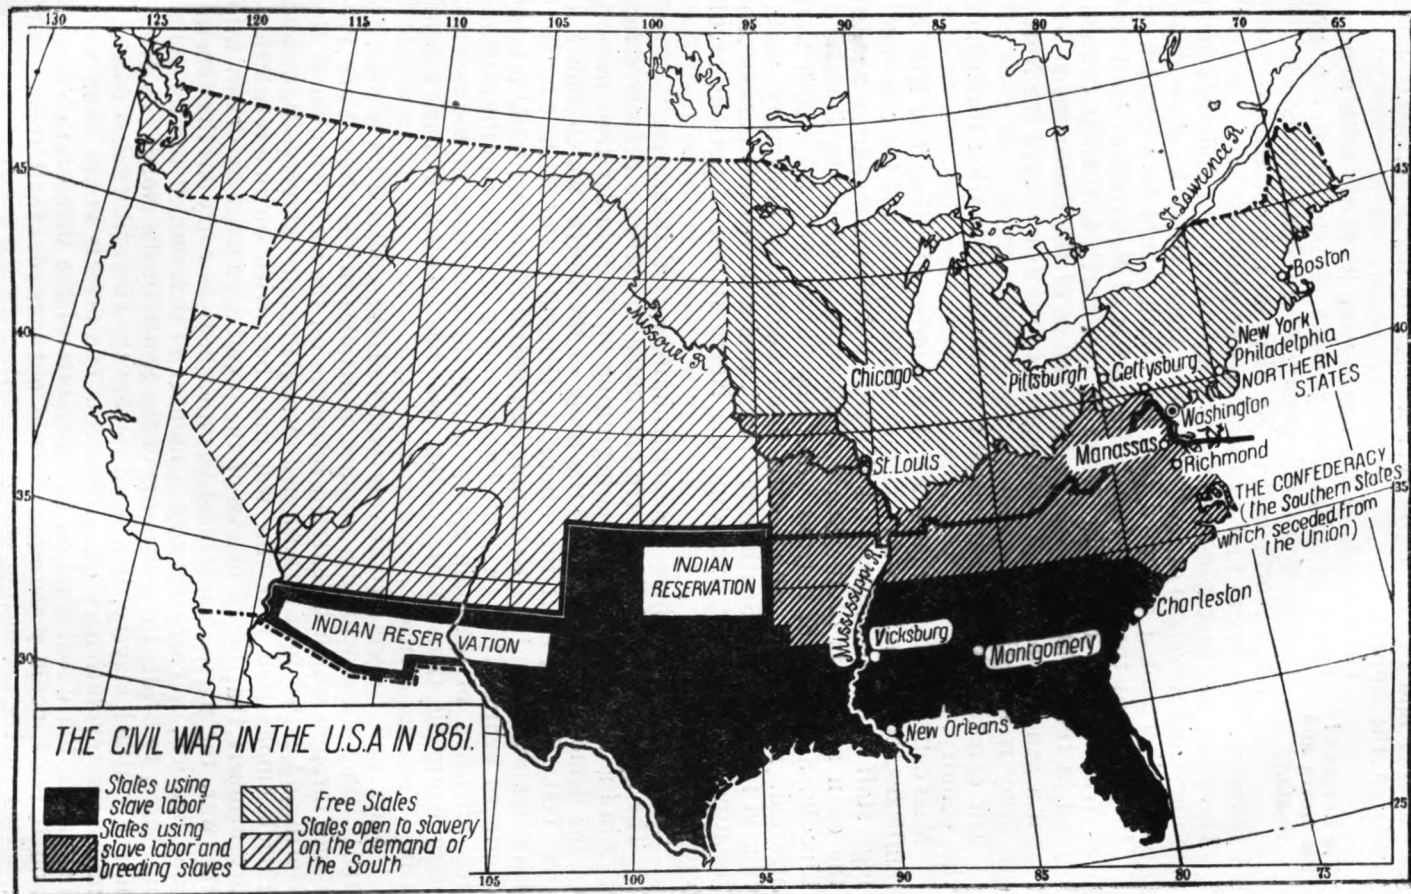 130 125 120 115 110 105 100 95 90 85 80 75 70 65
45
40
35
30
45
40
35
25
St. Lawrence R.
Missouri R.
Mississippi R.
Boston
New York
Philadelphia
NORTHERN
STATES
Chicago
Pittsburgh
Gettysburg
Washington
Manassas
Richmond
St. Louis
THE CONFEDERACY
(the Southern States
which seceded from
the Union)
INDIAN
RESERVATION
INDIAN RESERVATION
Charleston
Vicksburg
Montgomery
New Orleans
THE CIVIL WAR IN THE U.S.A IN 1861.
States using
slave labor
States using
slave labor and
breeding slaves
Free States
States open to slavery
on the demand of
the South
105 100 95 90 85 80 75